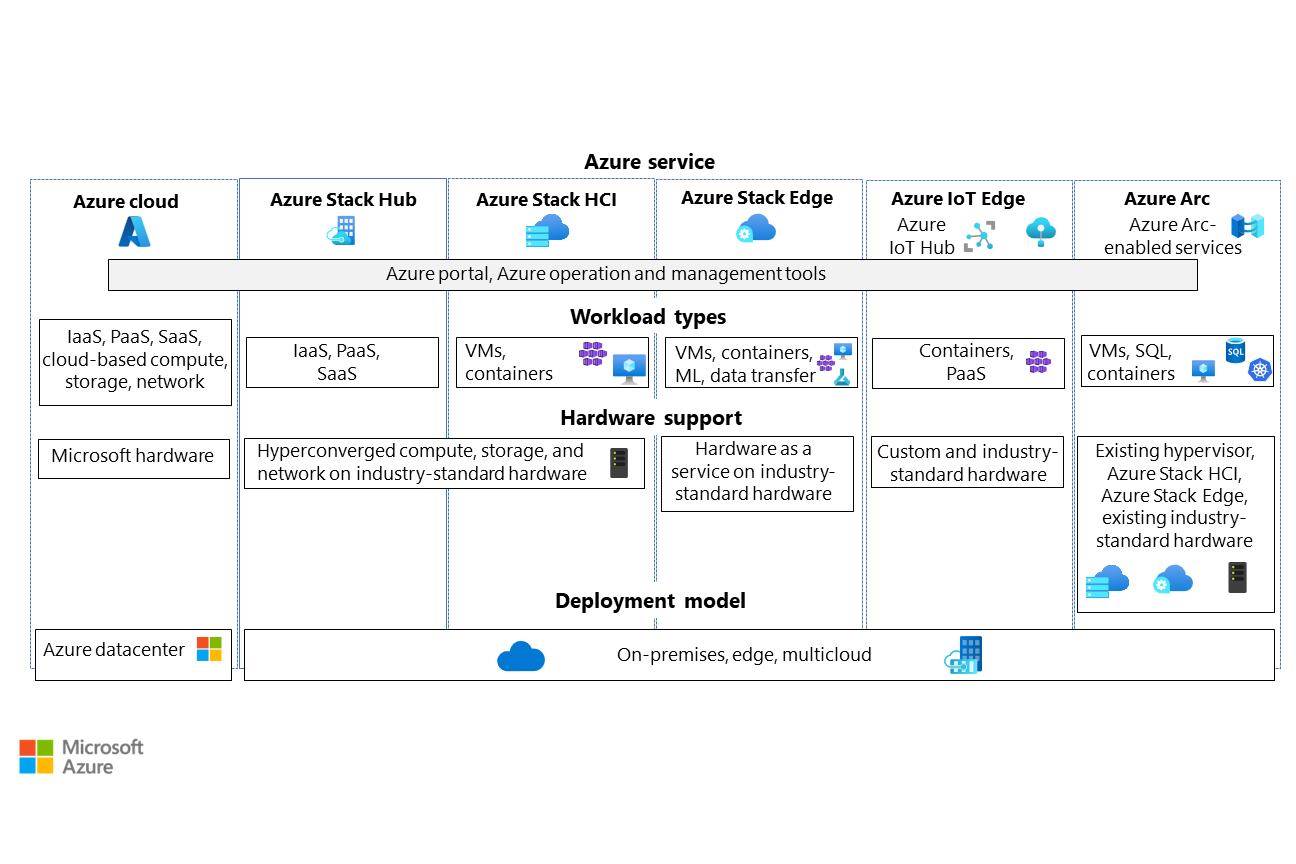 Azure service
Azure cloud
Azure Stack Hub
Azure Stack HCI
Azure Stack Edge
Azure IoT Edge
Azure
IoT Hub
Azure Arc
Azure Arc-
enabled services
Azure portal, Azure operation and management tools
Workload types
IaaS, PaaS, SaaS,
cloud-based compute,
storage, network
IaaS, PaaS,
SaaS
VMs,
containers
VMs, containers,
ML, data transfer
Containers,
PaaS
VMs, SQL,
containers
SQL
Hardware support
Microsoft hardware
Hyperconverged compute, storage, and
network on industry-standard hardware
Hardware as a
service on industry-
standard hardware
Custom and industry-
standard hardware
Existing hypervisor,
Azure Stack HCI,
Azure Stack Edge,
existing industry-
standard hardware
Deployment model
Azure datacenter
On-premises, edge, multicloud
Microsoft
Azure